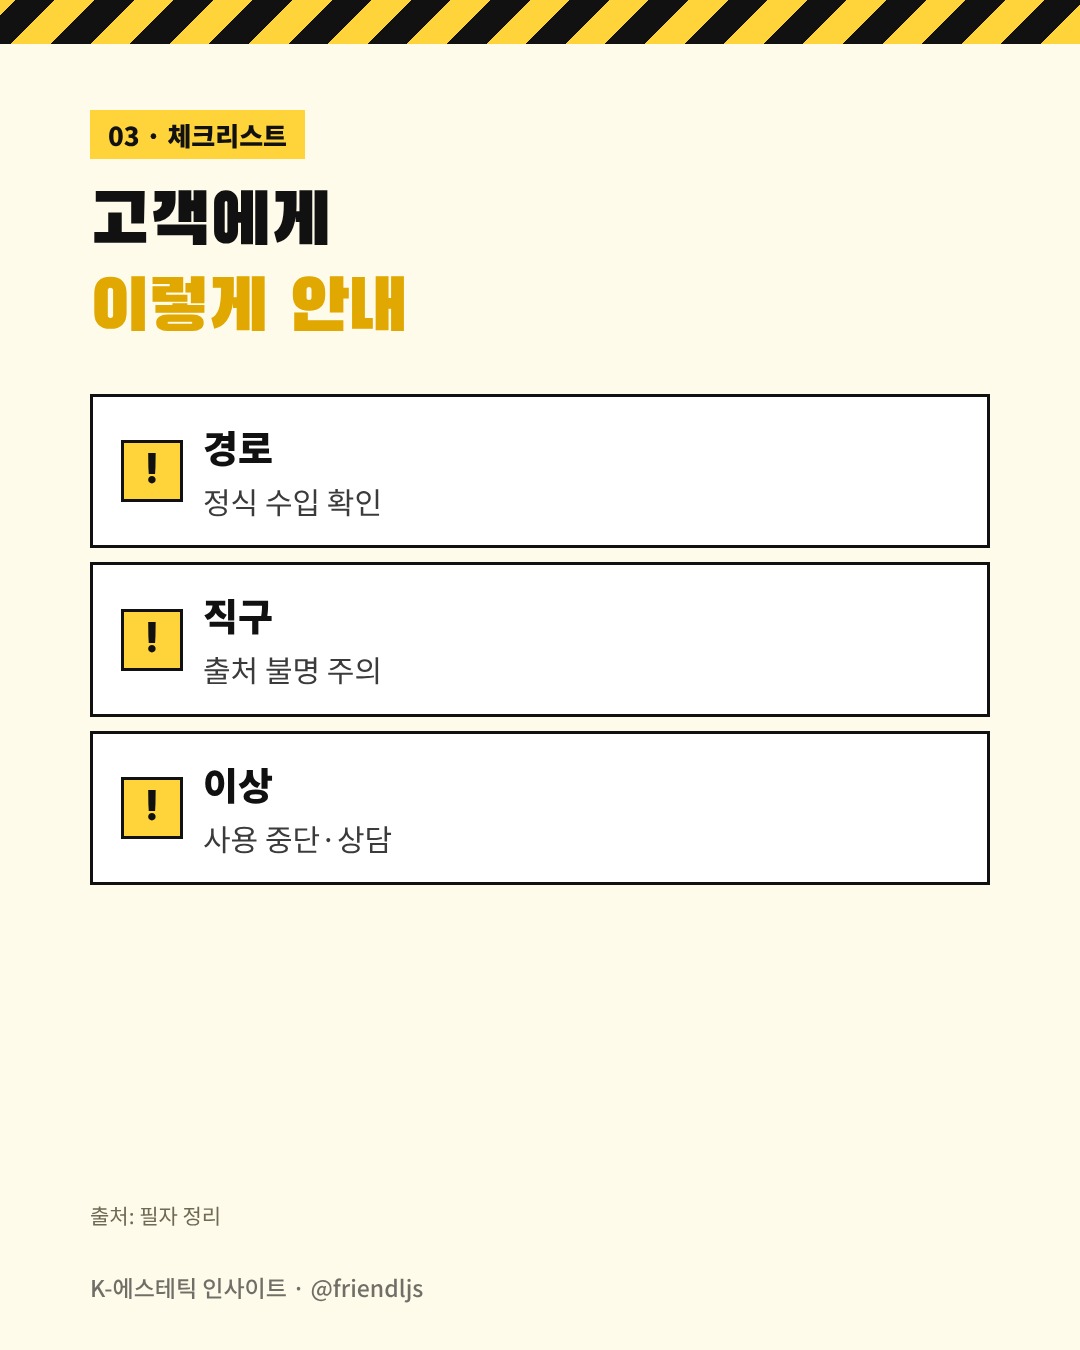 03 · 체크리스트
고객에게
이렇게 안내
!
경로
정식 수입 확인
!
직구
출처 불명 주의
!
이상
사용 중단·상담
출처: 필자 정리
K-에스테틱 인사이트 · @friendljs